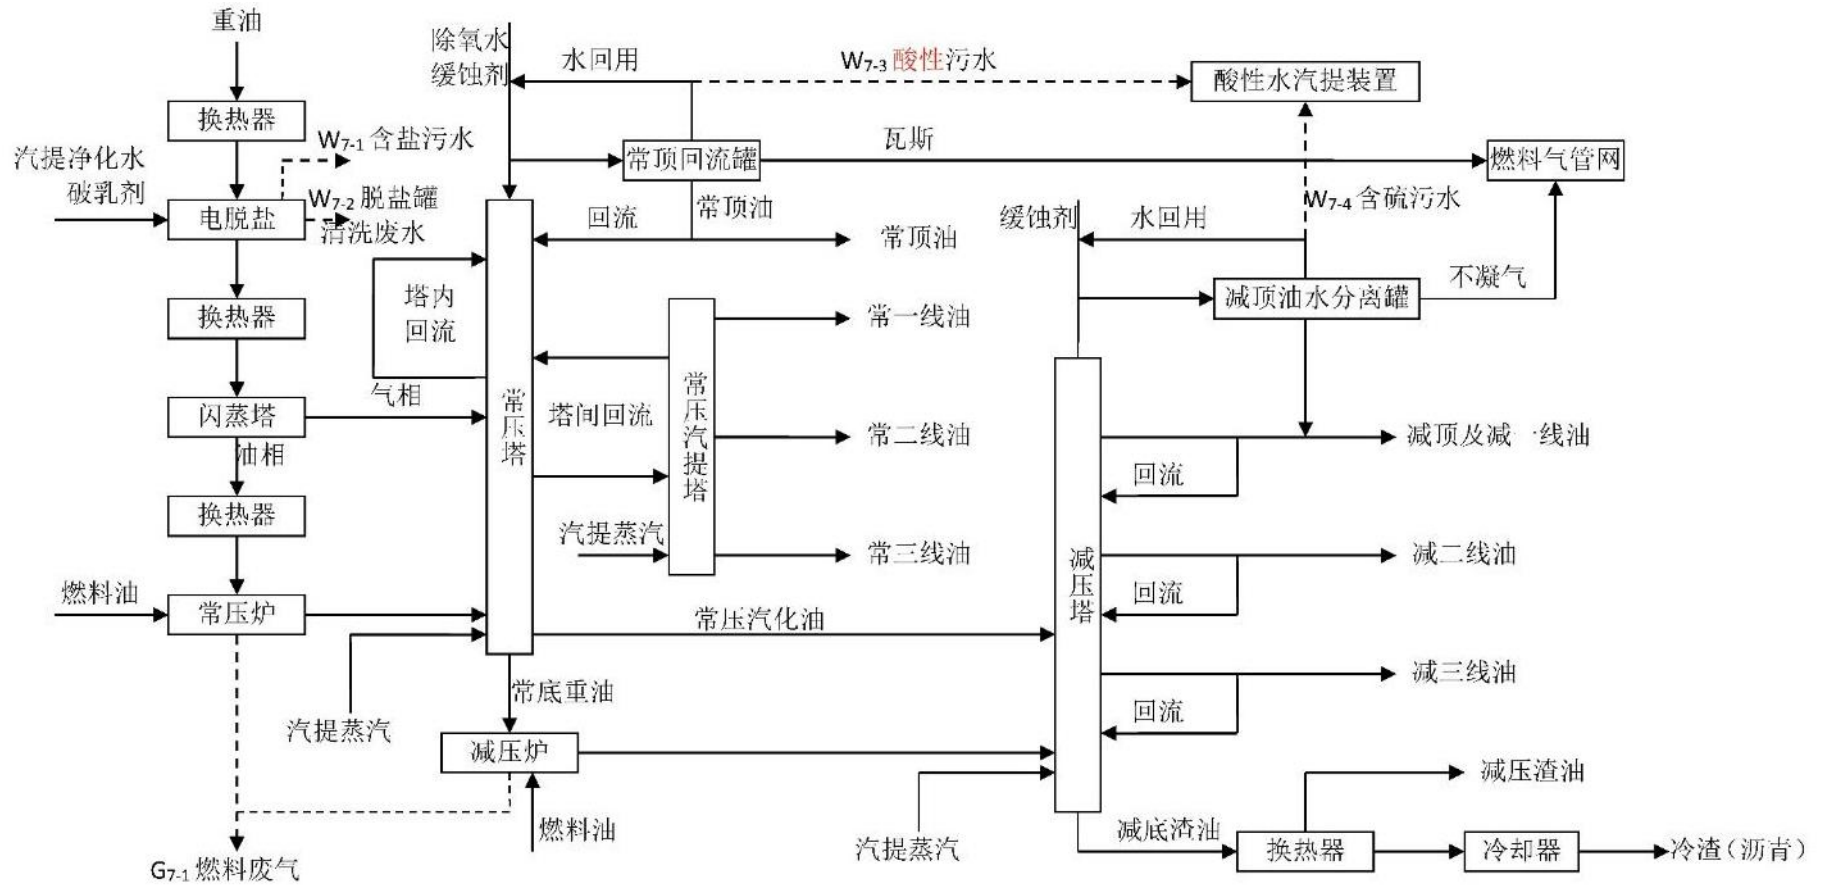 重油
除氧水
缓蚀剂
水回用
W7-3 酸性污水
酸性水汽提装置
换热器
汽提净化水
破乳剂
W7-1 含盐污水
常顶回流罐
瓦斯
燃料气管网
电脱盐
W7-2 脱盐罐
清洗废水
回流
常顶油
常顶油
缓蚀剂
水回用
W7-4 含硫污水
塔内
回流
换热器
常一线油
减顶油水分离罐
不凝气
气相
闪蒸塔
油相
常压塔
塔间回流
常压汽提塔
常二线油
减顶及减一线油
回流
换热器
汽提蒸汽
常三线油
减压塔
减二线油
回流
燃料油
常压炉
常压汽化油
减三线油
回流
汽提蒸汽
常底重油
减压炉
减压渣油
燃料油
汽提蒸汽
减底渣油
换热器
冷却器
冷渣（沥青）
G7-1 燃料废气